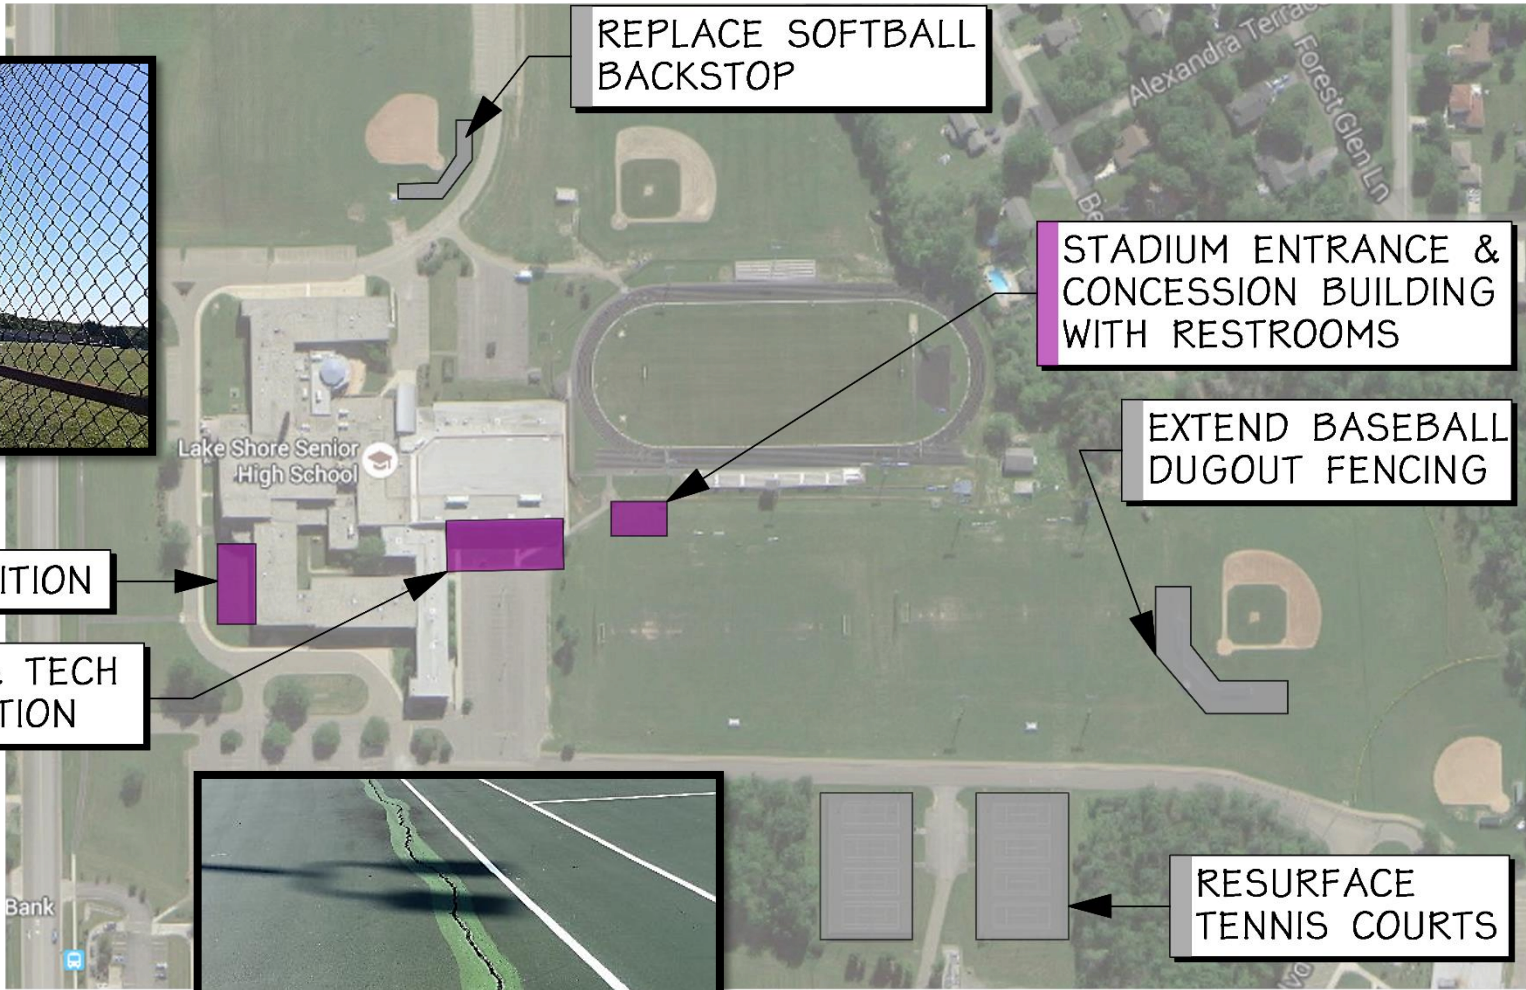 REPLACE SOFTBALL
BACKSTOP
Alexandra Terrace
Forest Glen Ln
STADIUM ENTRANCE &
CONCESSION BUILDING
WITH RESTROOMS
Lake Shore Senior
High School
EXTEND BASEBALL
DUGOUT FENCING
ITION
TECH
TION
Bank
RESURFACE
TENNIS COURTS